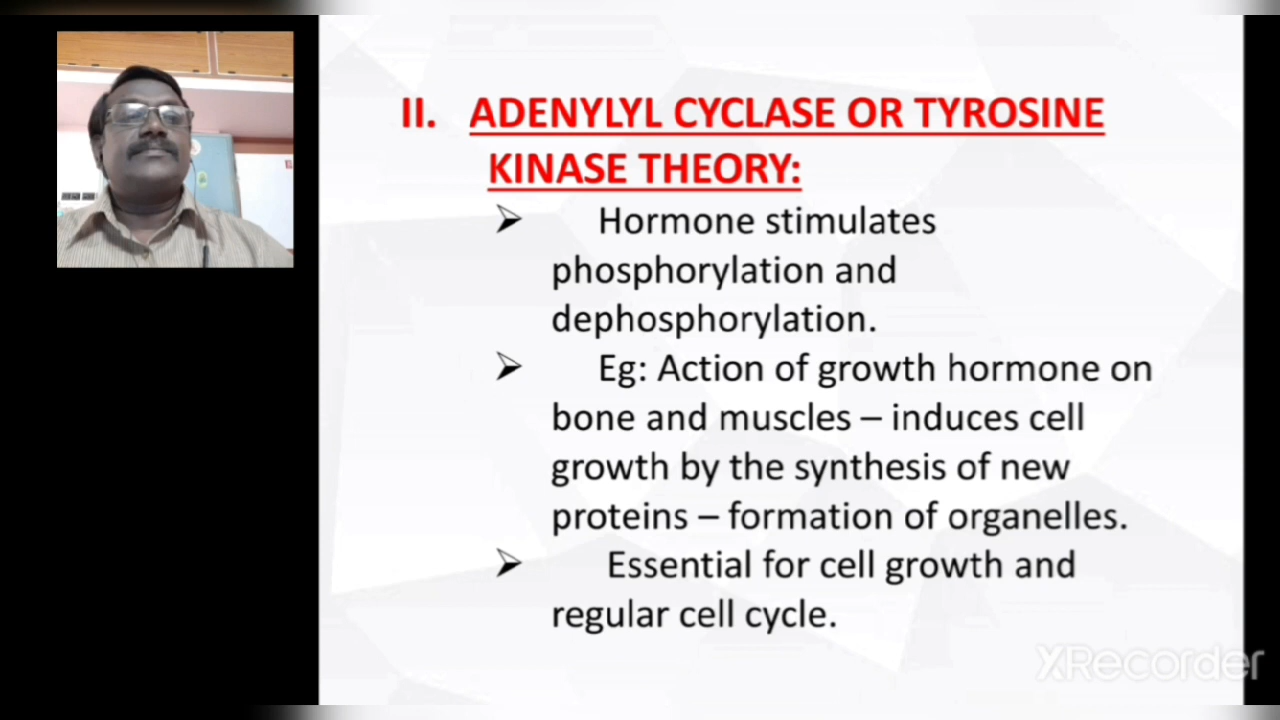 II. ADENYLYL CYCLASE OR TYROSINE
KINASE THEORY:
➢ Hormone stimulates
phosphorylation and
dephosphorylation.
➢ Eg: Action of growth hormone on
bone and muscles – induces cell
growth by the synthesis of new
proteins – formation of organelles.
➢ Essential for cell growth and
regular cell cycle.
XRecorder